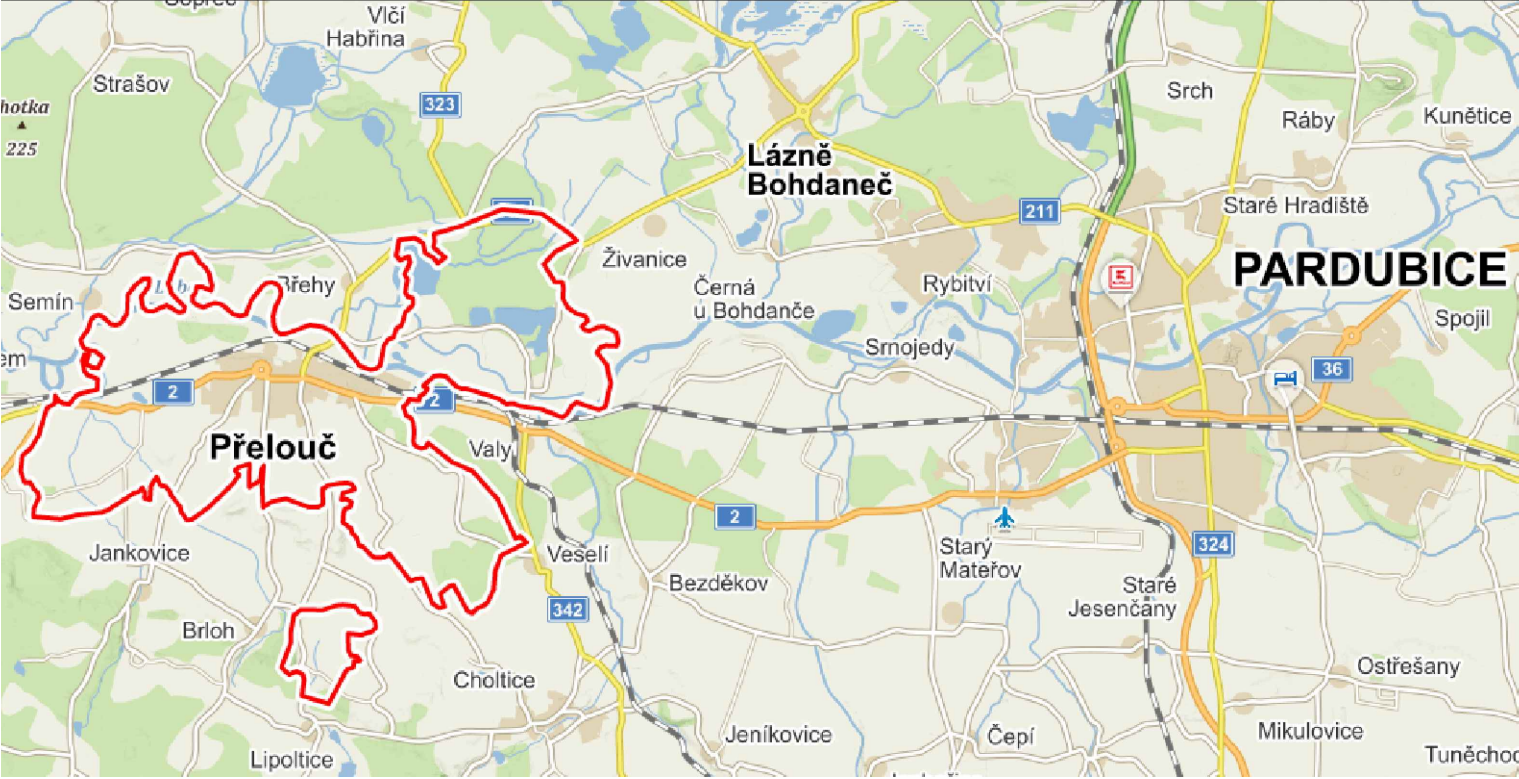 Vlčí
Habřina
Strašov
hotka
225
323
Srch
Ráby
Kunětice
Lázně
Bohdaneč
211
Staré Hradiště
Živanice
PARDUBICE
Semín
Břehy
Černá
u Bohdanče
Rybitví
Spojil
Srnojedy
em
36
2
2
Přelouč
Valy
2
Jankovice
Veselí
Starý
Mateřov
324
Bezděkov
Staré
Jesenčany
342
Brloh
Choltice
Ostřešany
Jeníkovice
Čepí
Mikulovice
Lipoltice
Tuněchod